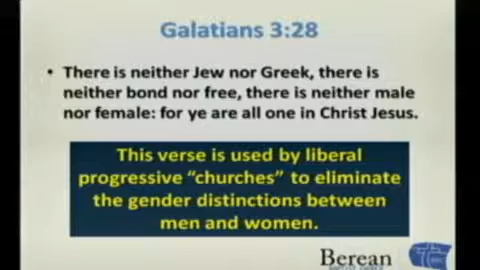 Galatians 3:28
• There is neither Jew nor Greek, there is
neither bond nor free, there is neither male
nor female: for ye are all one in Christ Jesus.
This verse is used by liberal
progressive “churches” to eliminate
the gender distinctions between
men and women.
Berean